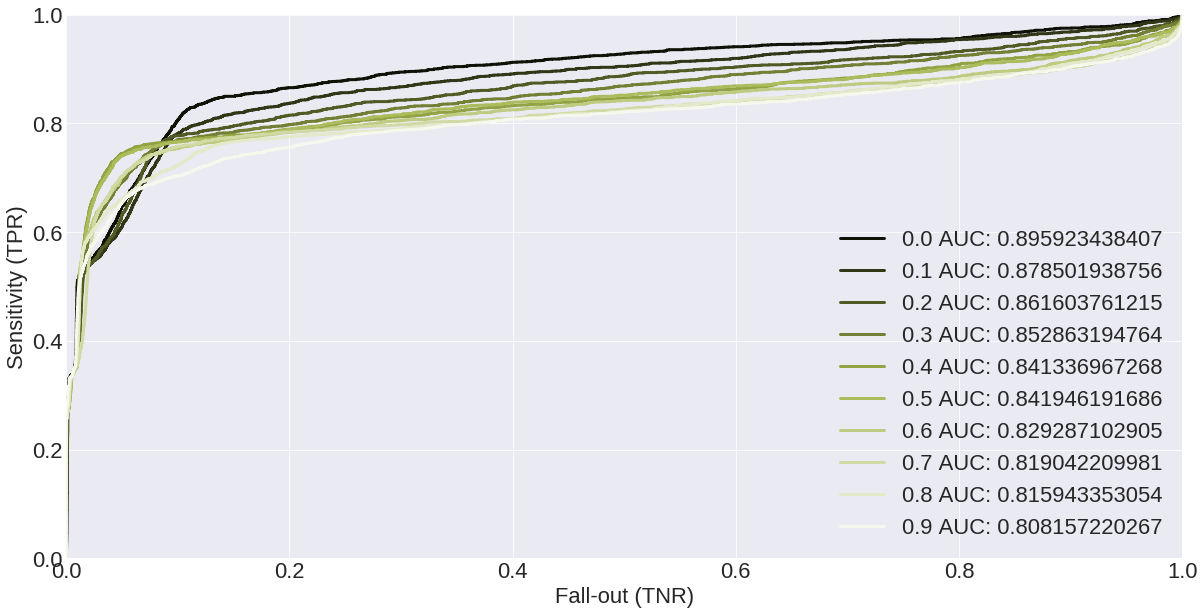 1.0
0.8
0.6
0.4
0.2
0.0
Sensitivity (TPR)
0.0 AUC: 0.895923438407
0.1 AUC: 0.878501938756
0.2 AUC: 0.861603761215
0.3 AUC: 0.852863194764
0.4 AUC: 0.841336967268
0.5 AUC: 0.841946191686
0.6 AUC: 0.829287102905
0.7 AUC: 0.819042209981
0.8 AUC: 0.815943353054
0.9 AUC: 0.808157220267
0.0 0.2 0.4 0.6 0.8 1.0
Fall-out (TNR)